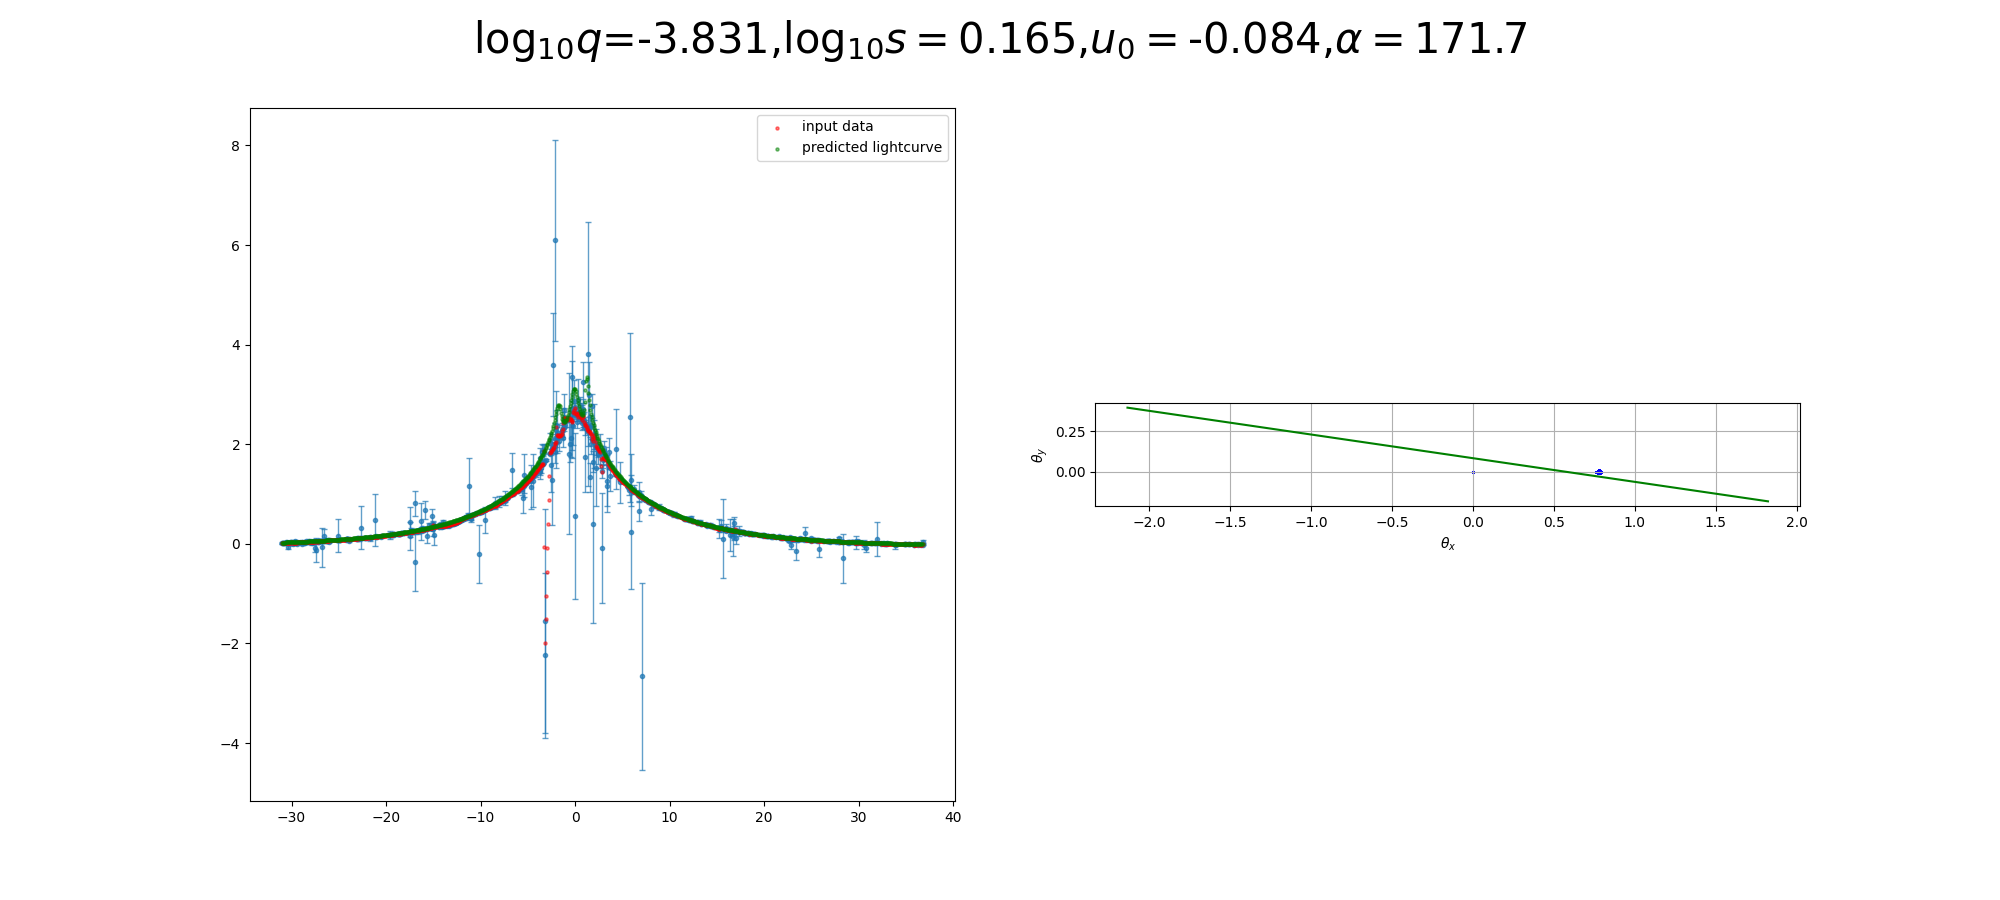 log₁₀q=-3.831,log₁₀s = 0.165,u₀ = -0.084,α = 171.7
input data
predicted lightcurve
8
6
4
2
0
−2
−4
−30 −20 −10 0 10 20 30 40
0.25
0.00
θy
−2.0 −1.5 −1.0 −0.5 0.0 0.5 1.0 1.5 2.0
θx